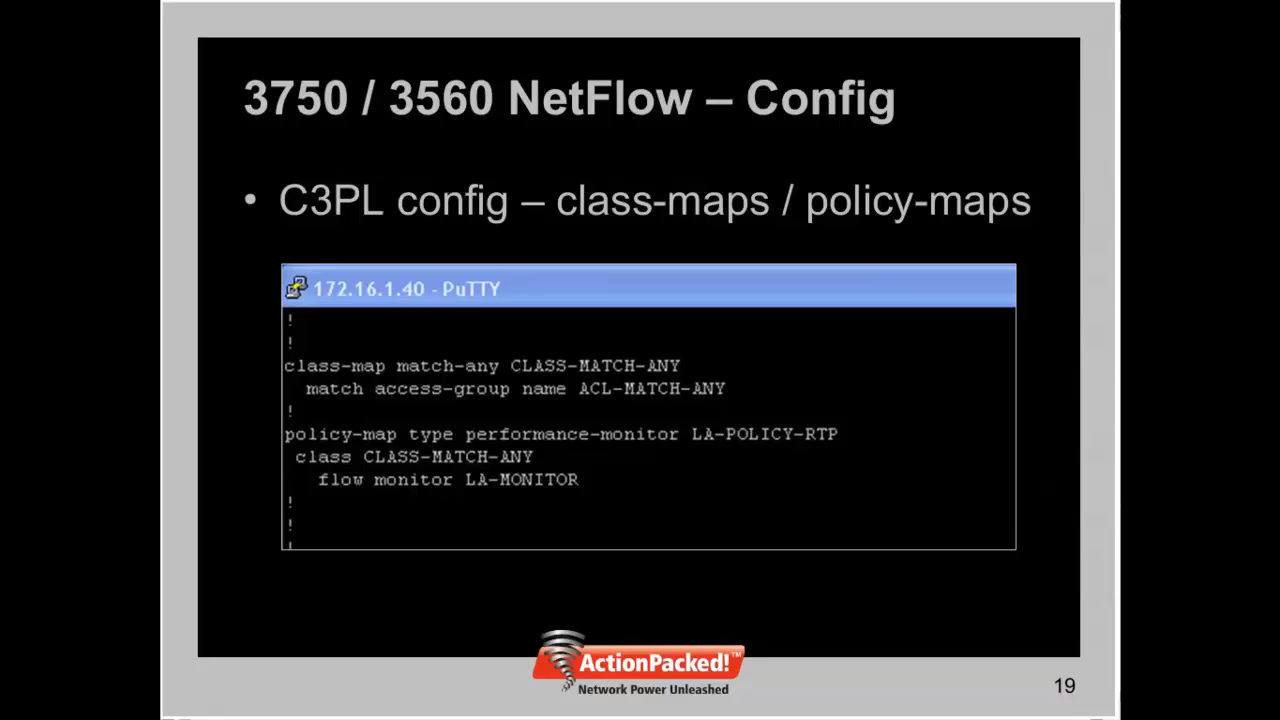 3750 / 3560 NetFlow – Config
• C3PL config – class-maps / policy-maps
172.16.1.40 - PuTTY
!
!
class-map match-any CLASS-MATCH-ANY
match access-group name ACL-MATCH-ANY
!
policy-map type performance-monitor LA-POLICY-RTP
class CLASS-MATCH-ANY
flow monitor LA-MONITOR
!
!
!
ActionPacked!™
Network Power Unleashed
19